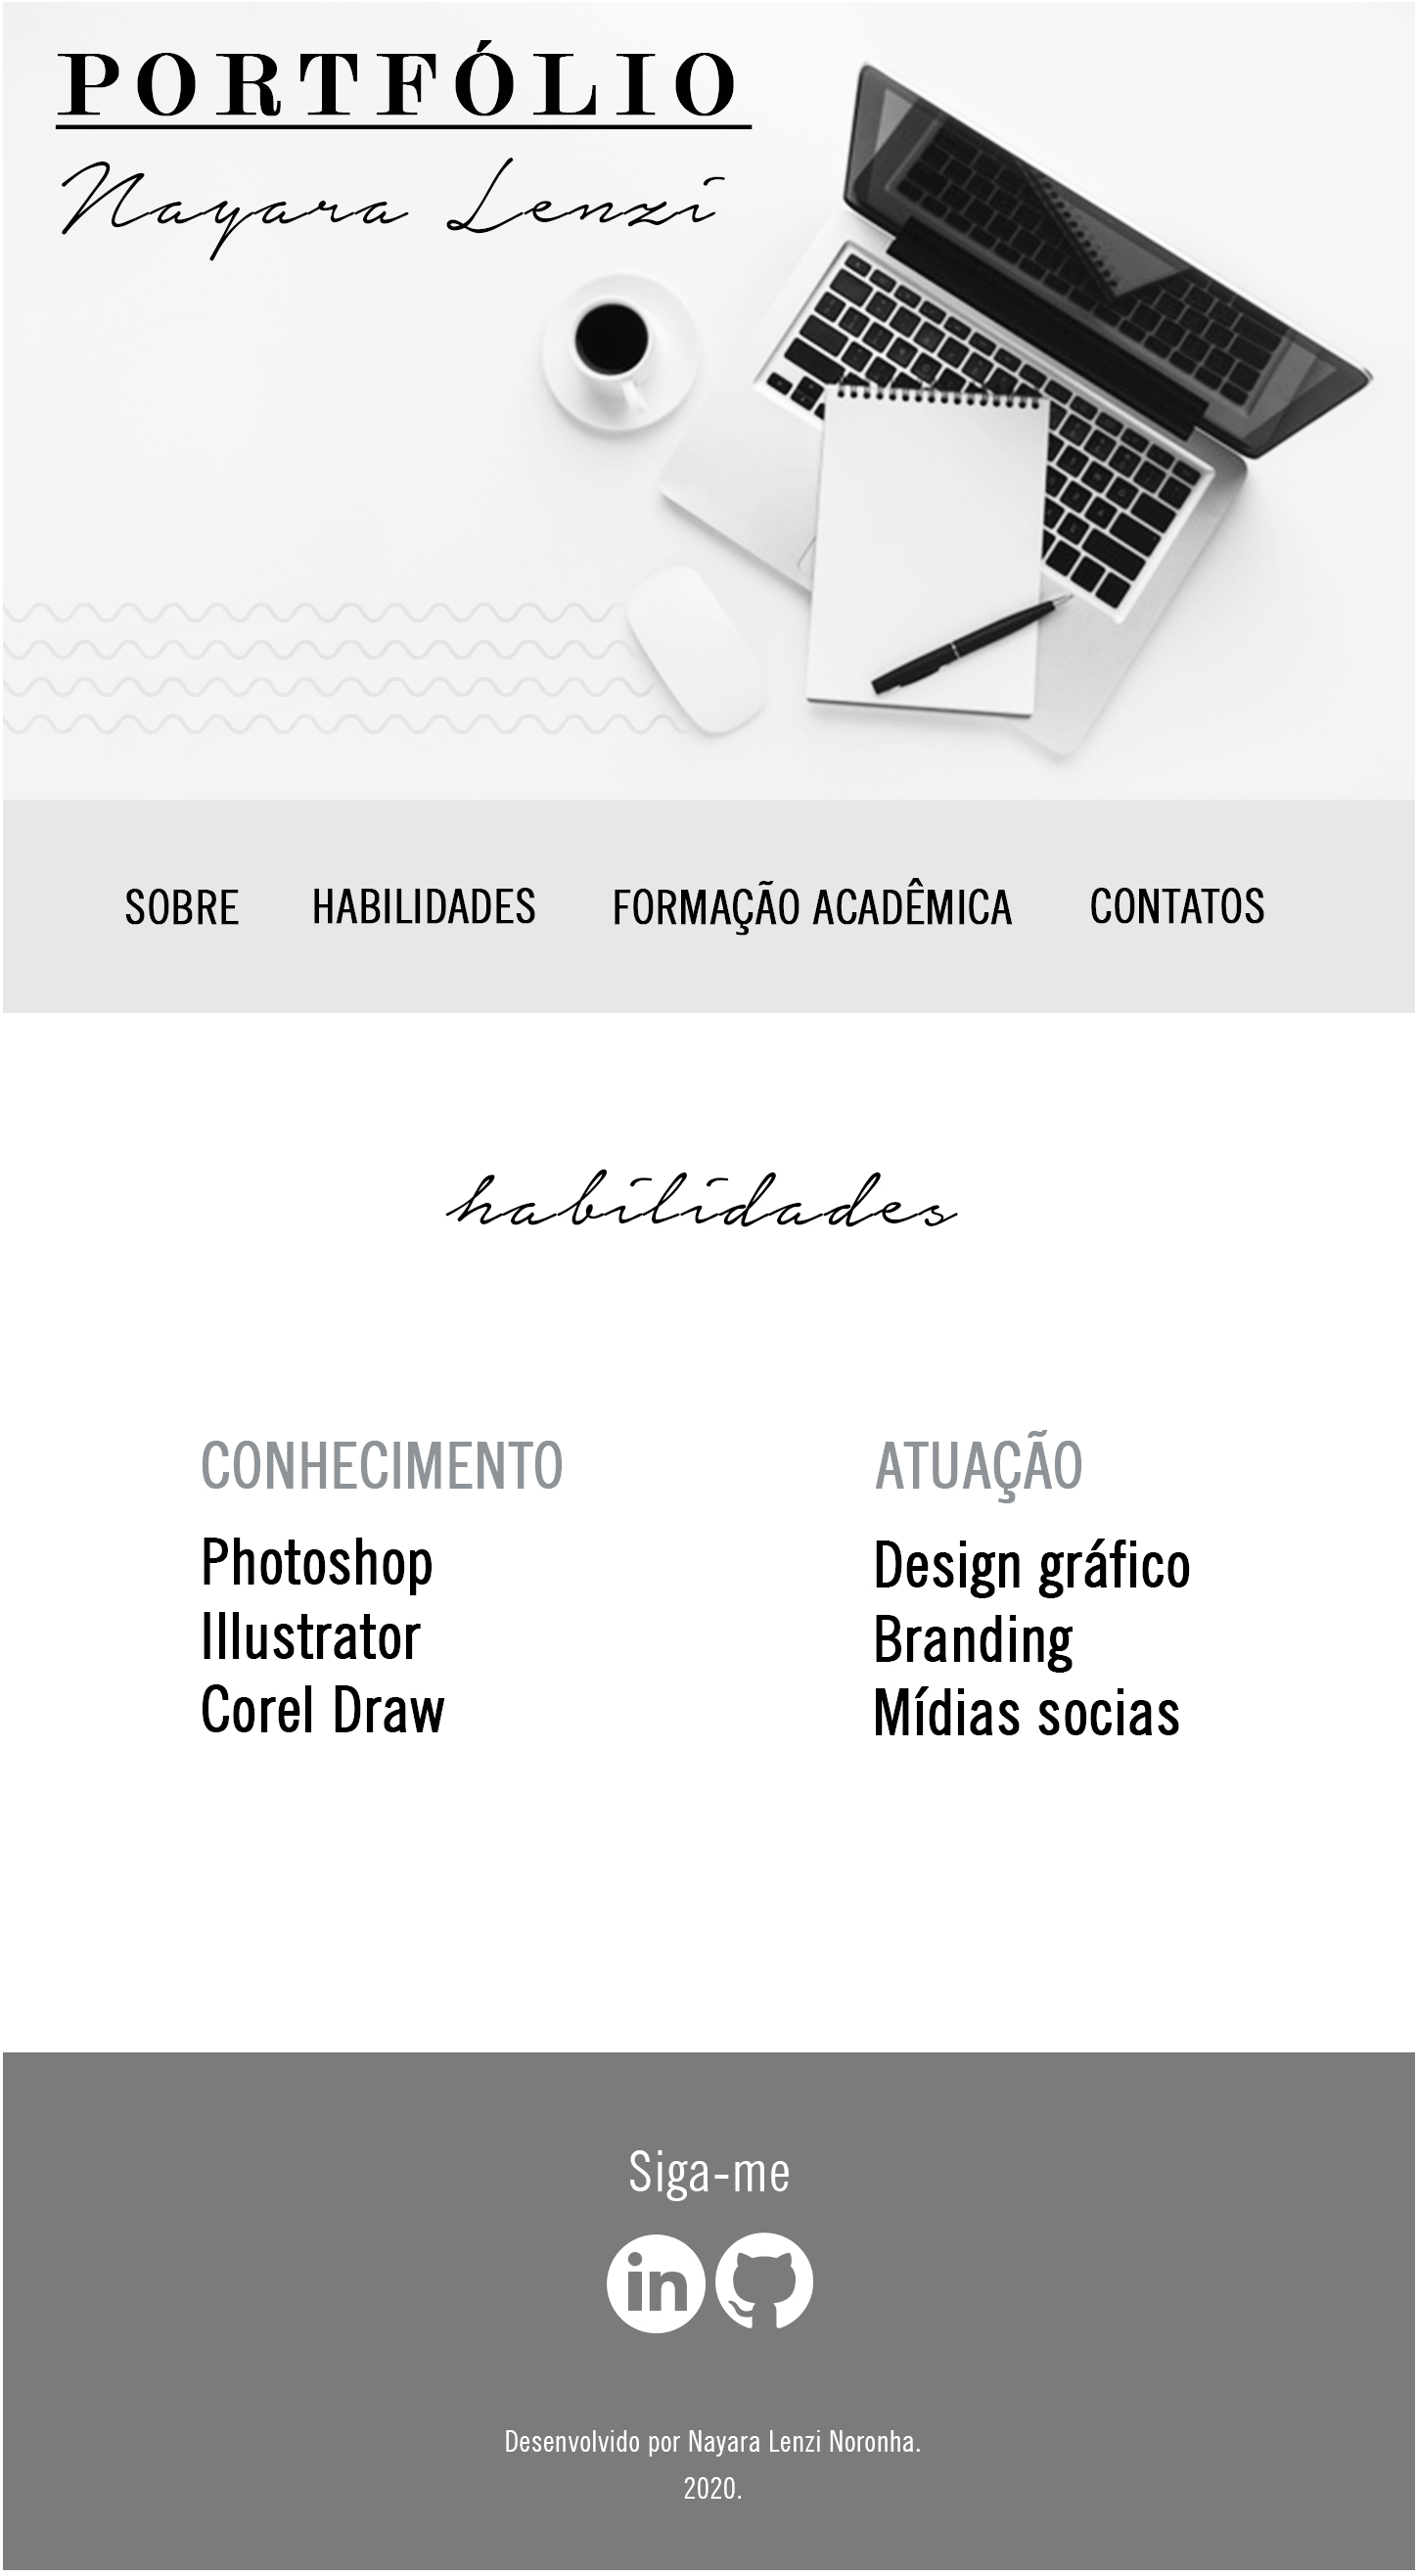 PORTFÓLIO
Nayara Lenzi
SOBRE HABILIDADES FORMAÇÃO ACADÊMICA CONTATOS
habilidades
CONHECIMENTO
Photoshop
Illustrator
Corel Draw
ATUAÇÃO
Design gráfico
Branding
Mídias socias
Siga-me
in
Desenvolvido por Nayara Lenzi Noronha.
2020.